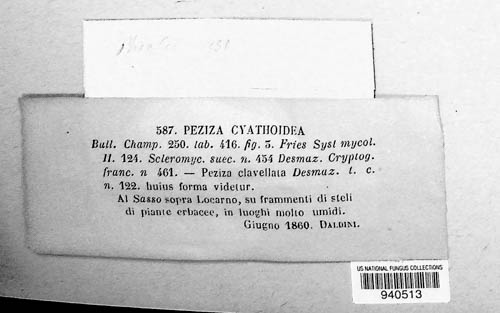 587. PEZIZA CYATHOIDEA
Bull. Champ. 250. tab. 416. fig. 3. Fries Syst mycol.
II. 124. Scleromyc. suec. n. 454 Desmaz. Cryptog.
franc. n 461. — Peziza clavellata Desmaz. l. c.
n. 122. huius forma videtur.
Al Sasso sopra Locarno, su frammenti di steli
di piante erbacee, in luoghi molto umidi.
Giugno 1860. DALDINI.
US NATIONAL FUNGUS COLLECTIONS
940513